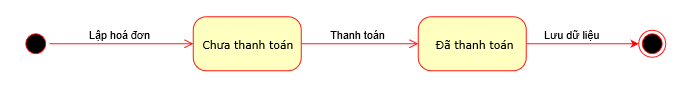 Lập hoá đơn
Chưa thanh toán
Thanh toán
Đã thanh toán
Lưu dữ liệu